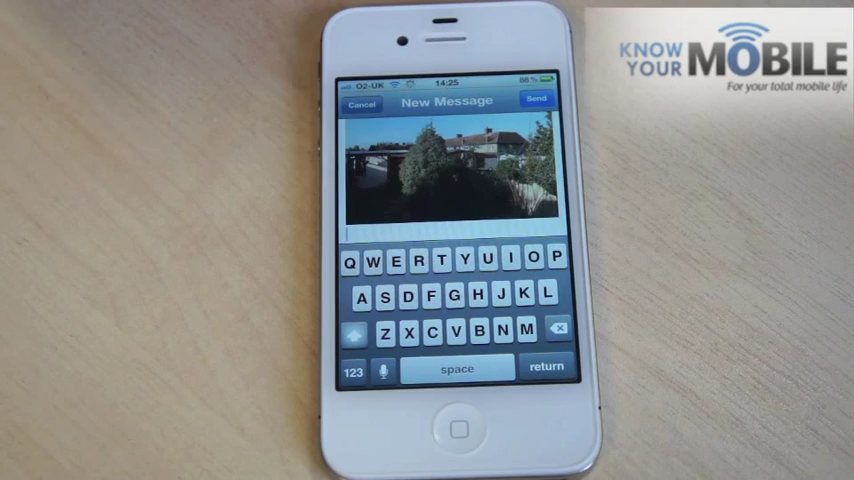 KNOW YOUR MOBILE
For your total mobile life
O2-UK 14:25 86%
Cancel New Message Send
Q W E R T Y U I O P
A S D F G H J K L
Z X C V B N M
123 space return